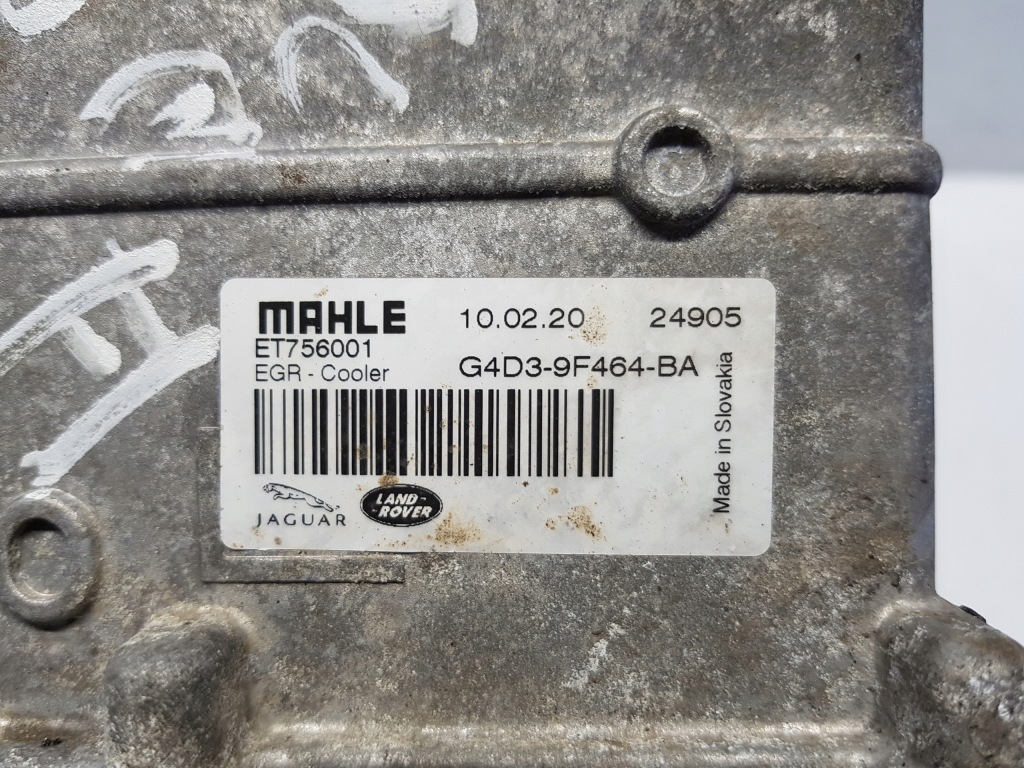 MAHLE 10.02.20 24905
ET756001
EGR - Cooler G4D3-9F464-BA
Made in Slovakia
JAGUAR
LAND-
-ROVER